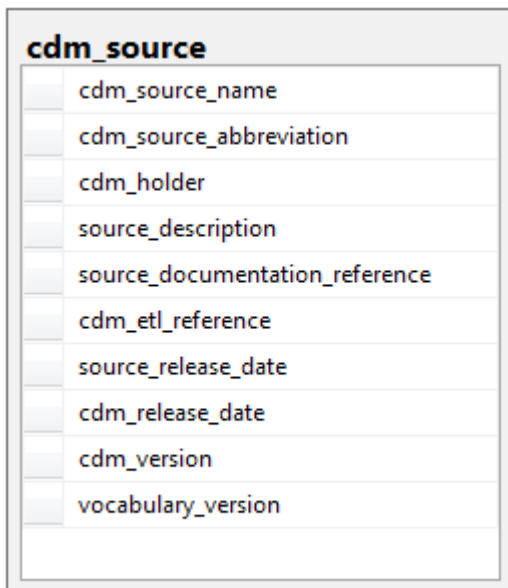 cdm_source
cdm_source_name
cdm_source_abbreviation
cdm_holder
source_description
source_documentation_reference
cdm_etl_reference
source_release_date
cdm_release_date
cdm_version
vocabulary_version